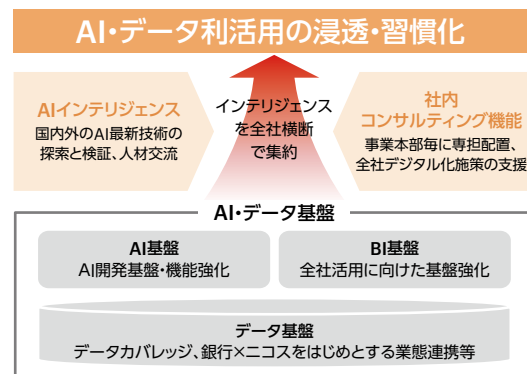 AI・データ利活用の浸透・習慣化
AIインテリジェンス
国内外のAI最新技術の
探索と検証、人材交流
インテリジェンス
を全社横断
で集約
社内
コンサルティング機能
事業本部毎に専担配置、
全社デジタル化施策の支援
AI・データ基盤
AI基盤
AI開発基盤・機能強化
BI基盤
全社活用に向けた基盤強化
データ基盤
データカバレッジ、銀行×ニコスをはじめとする業態連携等